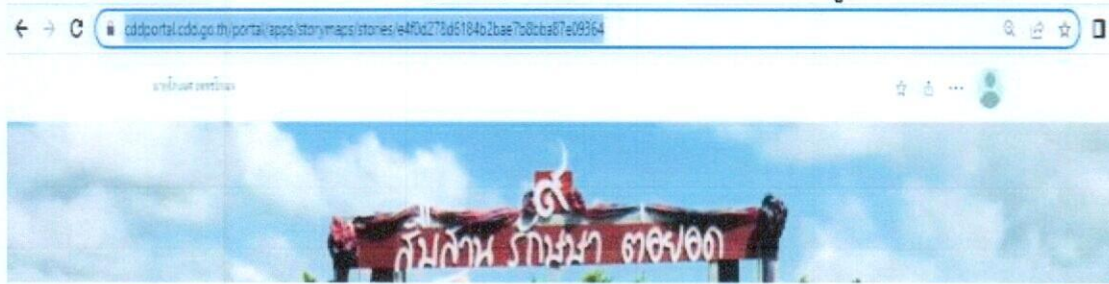 cddportal.cdd.go.th/portal/apps/storymaps/stories/e4f0d278d6184b2bae7b8bba87e09364
๙
สืบสาน รักษา ต่อยอด